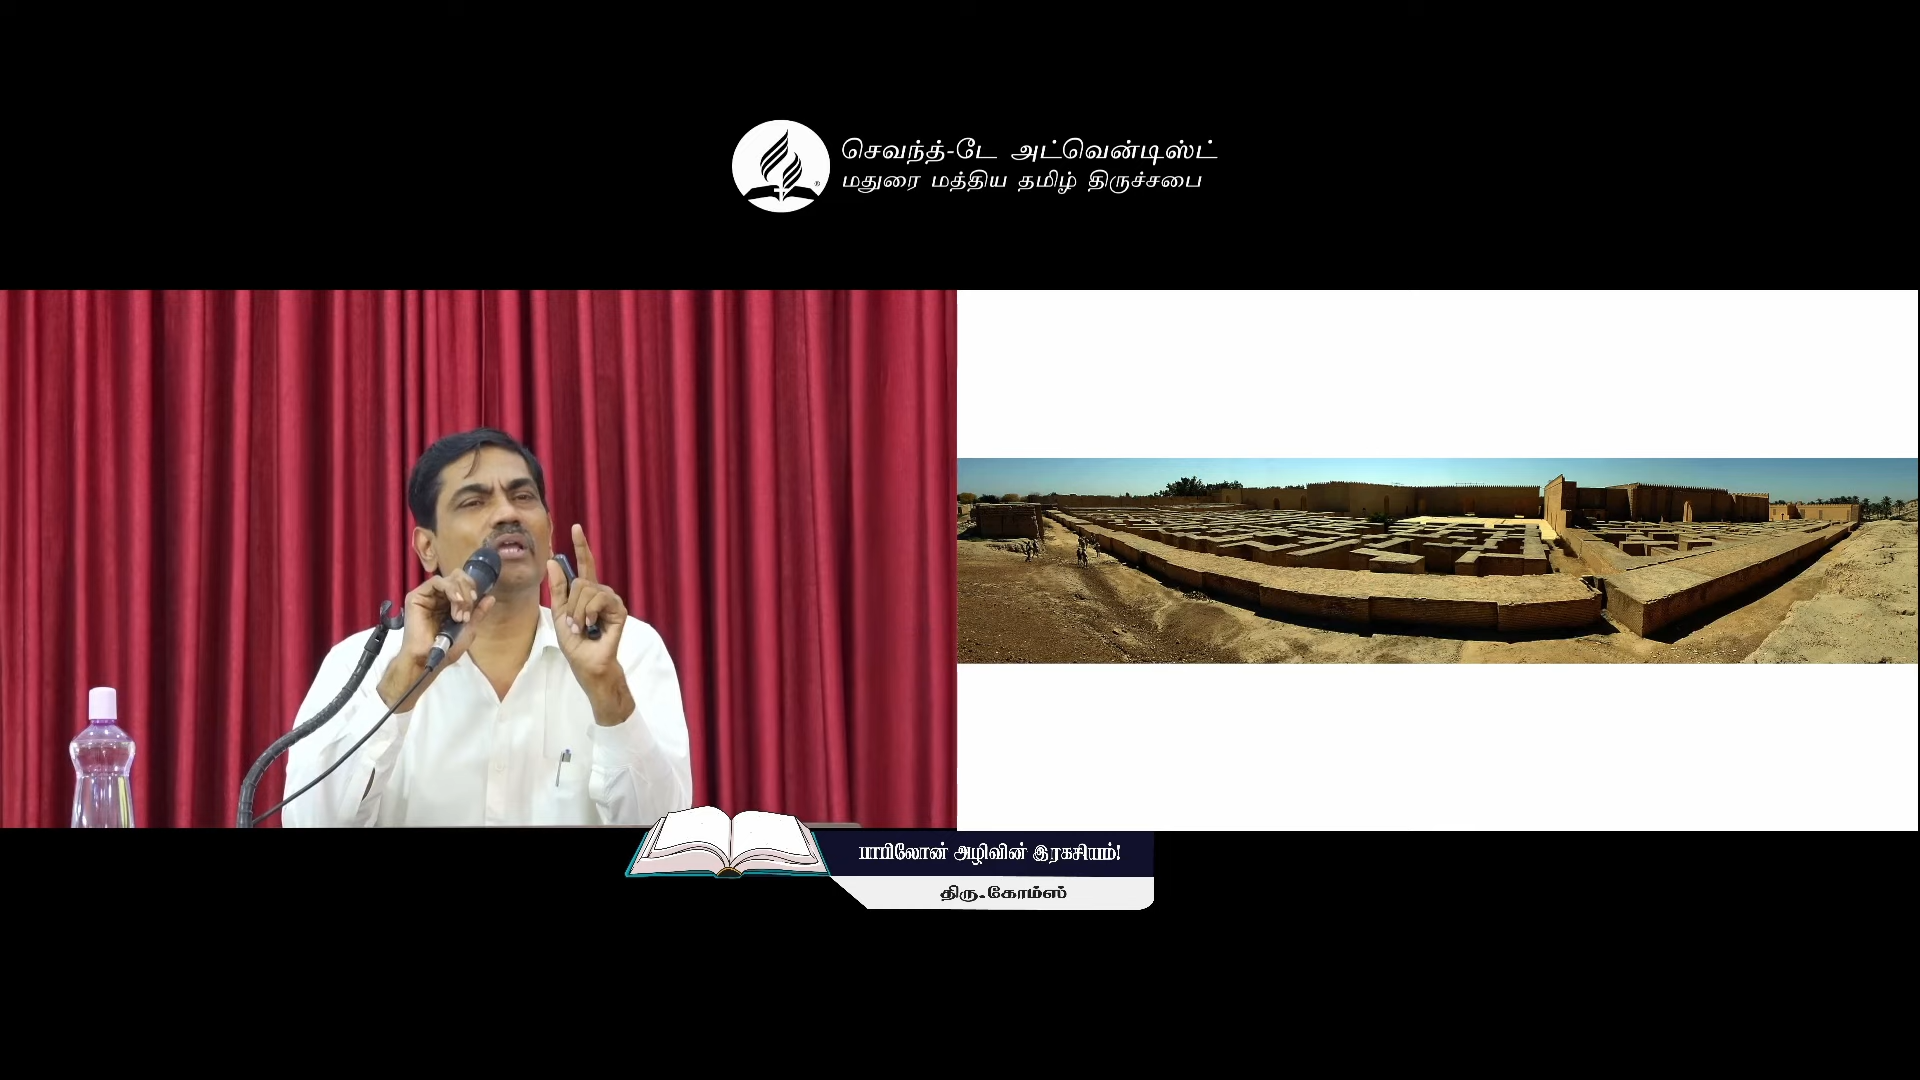 செவந்த்-டே அட்வென்டிஸ்ட்
மதுரை மத்திய தமிழ் திருச்சபை
பாபிலோன் அழிவின் இரகசியம்!
திரு.கோம்ஸ்